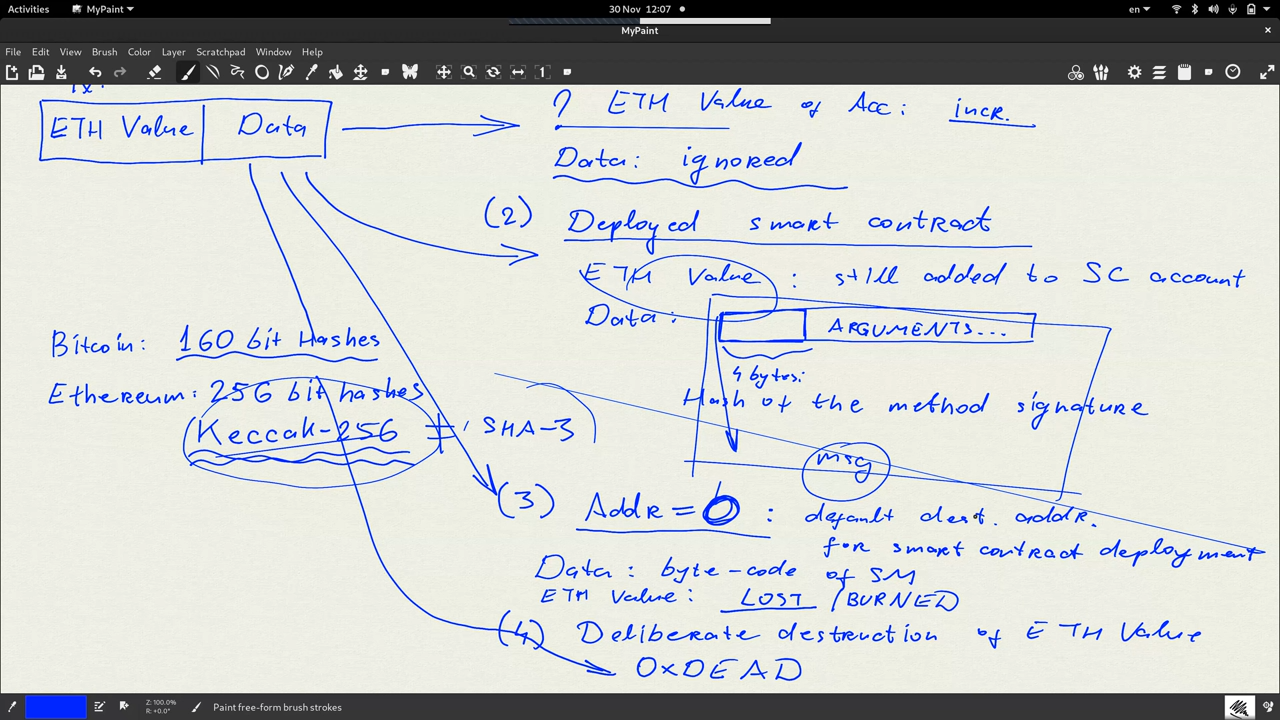 Activities
MyPaint
30 Nov 12:07
en
MyPaint
File Edit View Brush Color Layer Scratchpad Window Help
ETH Value Data
? ETH Value of Acc: incr.
Data: ignored
(2) Deployed smart contract
ETH Value : still added to SC account
Data: ARGUMENTS...
4 bytes:
Hash of the method signature
msg
Bitcoin: 160 bit Hashes
Ethereum: 256 bit hashes
Keccak-256 ≠ SHA-3
(3) Addr = 0 : default dest. addr.
for smart contract deployment
Data: byte-code of SM
ETH Value: LOST / BURNED
(4) Deliberate destruction of ETH Value
0xDEAD
Z: 100.0%
R: +0.0°
Paint free-form brush strokes